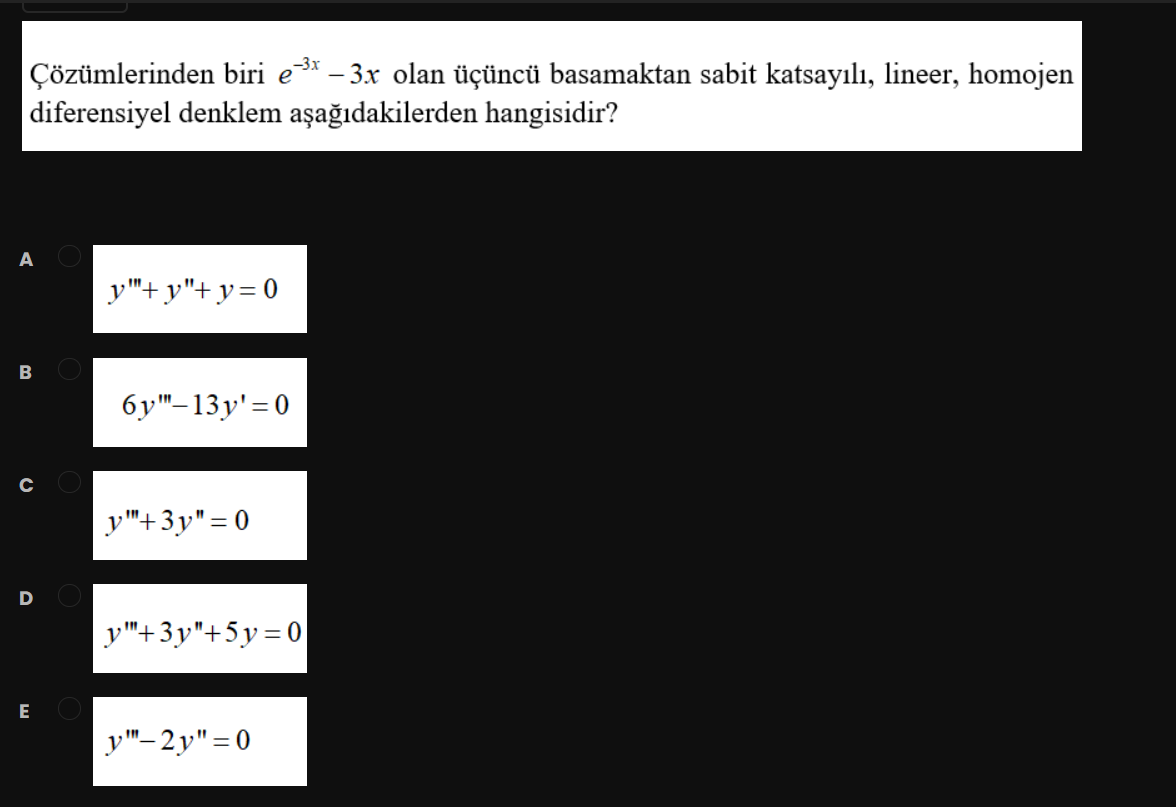 Çözümlerinden biri e⁻³ˣ – 3x olan üçüncü basamaktan sabit katsayılı, lineer, homojen
diferensiyel denklem aşağıdakilerden hangisidir?
A
y'''+ y''+ y = 0
B
6y'''– 13y' = 0
C
y'''+ 3y'' = 0
D
y'''+ 3y''+ 5y = 0
E
y'''– 2y'' = 0